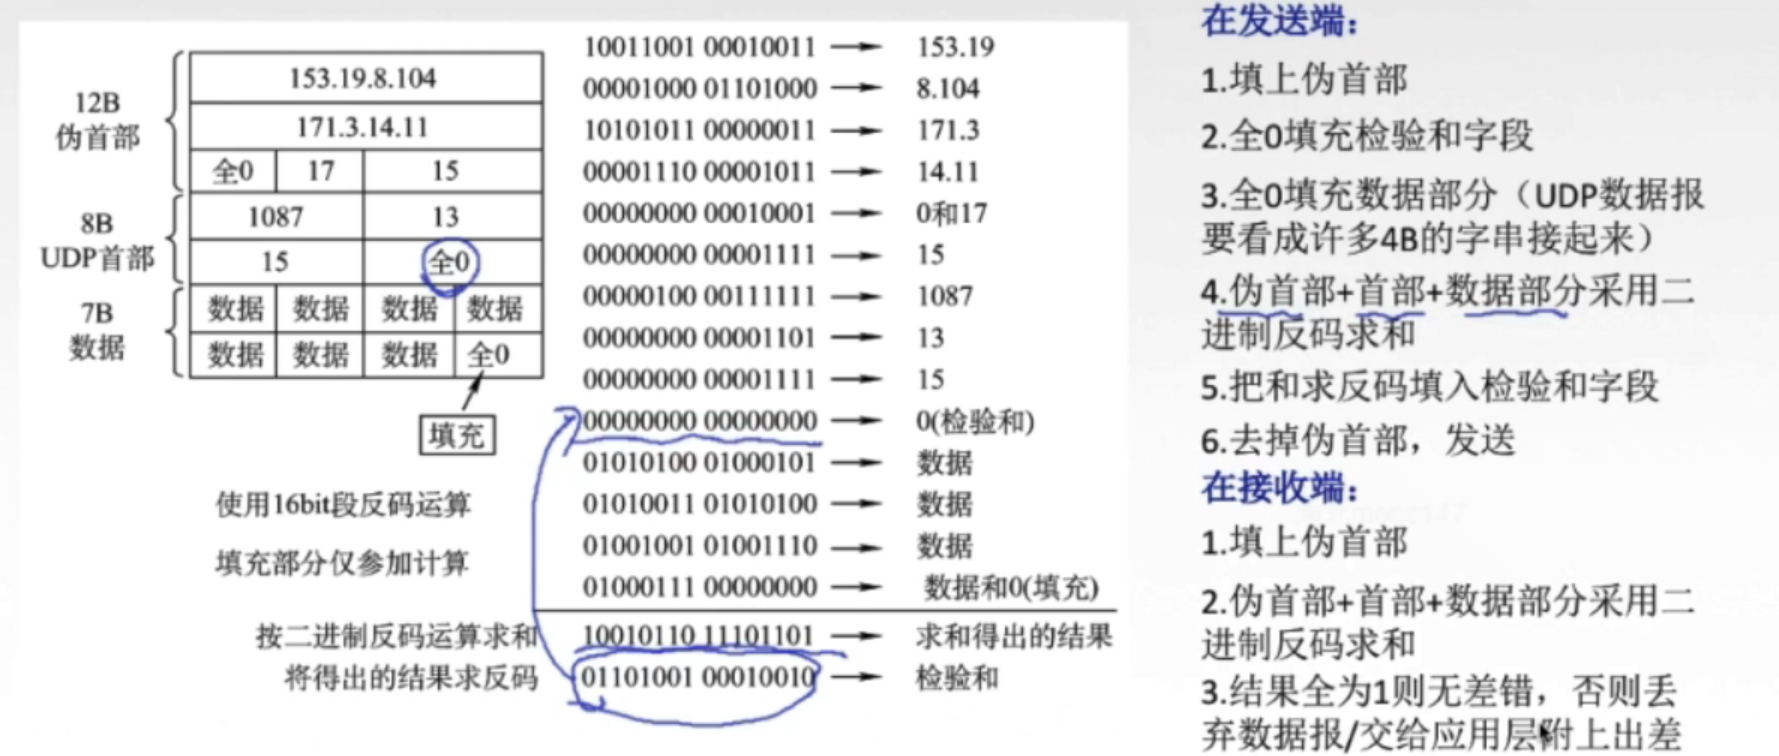 12B
伪首部
8B
UDP首部
7B
数据
153.19.8.104
171.3.14.11
全0 17 15
1087 13
15 全0
数据 数据 数据 数据
数据 数据 数据 全0
填充
使用16bit段反码运算
填充部分仅参加计算
10011001 00010011 → 153.19
00001000 01101000 → 8.104
10101011 00000011 → 171.3
00001110 00001011 → 14.11
00000000 00010001 → 0和17
00000000 00001111 → 15
00000100 00111111 → 1087
00000000 00001101 → 13
00000000 00001111 → 15
00000000 00000000 → 0(检验和)
01010100 01000101 → 数据
01010011 01010100 → 数据
01001001 01001110 → 数据
01000111 00000000 → 数据和0(填充)
按二进制反码运算求和 10010110 11101101 → 求和得出的结果
将得出的结果求反码 01101001 00010010 → 检验和
在发送端：
1.填上伪首部
2.全0填充检验和字段
3.全0填充数据部分（UDP数据报
要看成许多4B的字串接起来）
4.伪首部+首部+数据部分采用二
进制反码求和
5.把和求反码填入检验和字段
6.去掉伪首部，发送
在接收端：
1.填上伪首部
2.伪首部+首部+数据部分采用二
进制反码求和
3.结果全为1则无差错，否则丢
弃数据报/交给应用层附上出差